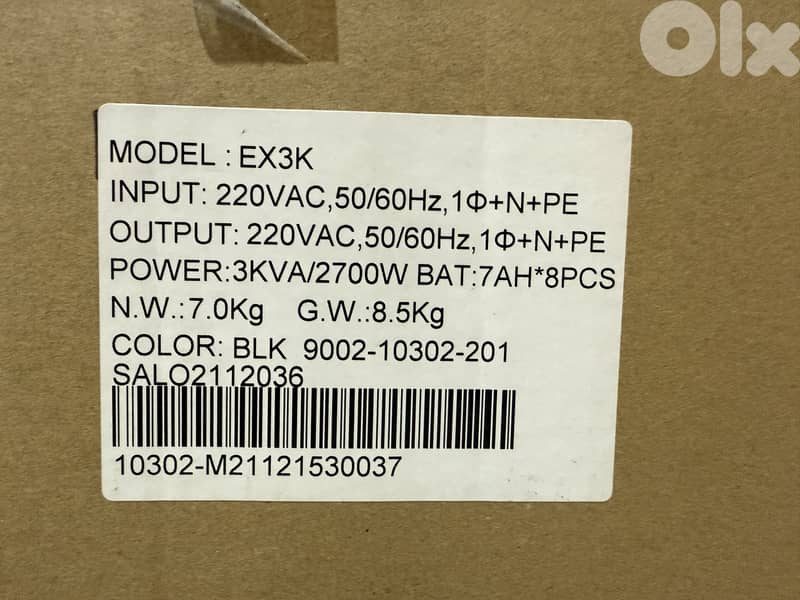 Olx
MODEL : EX3K
INPUT: 220VAC,50/60Hz,1Φ+N+PE
OUTPUT: 220VAC,50/60Hz,1Φ+N+PE
POWER:3KVA/2700W BAT:7AH*8PCS
N.W.:7.0Kg G.W.:8.5Kg
COLOR: BLK 9002-10302-201
SALO2112036
10302-M21121530037